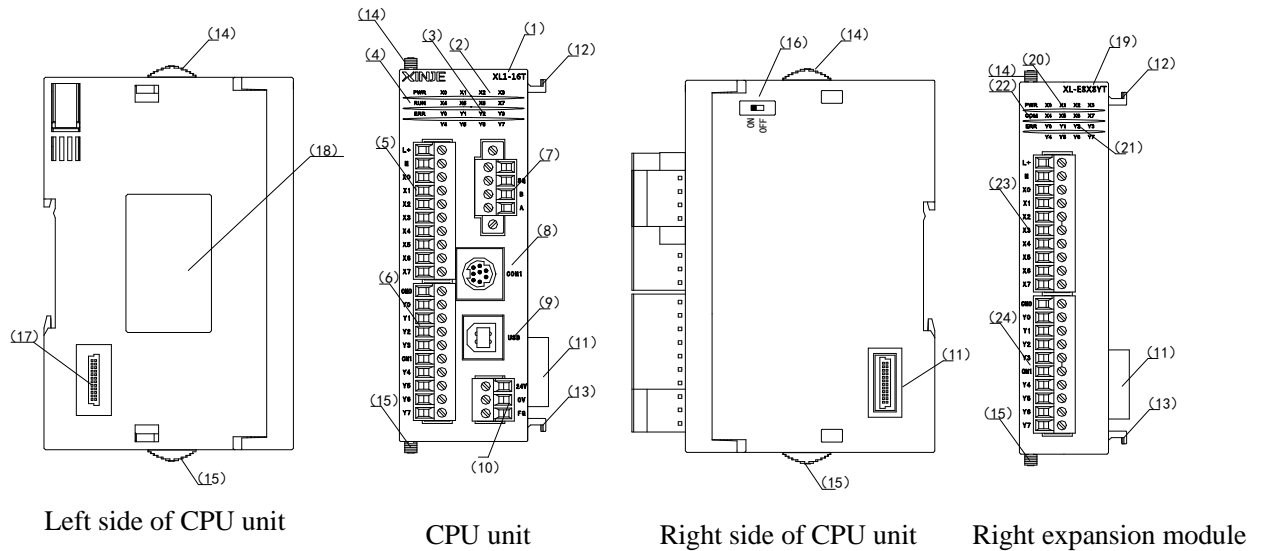 (14)
(18)
(17)
(15)
Left side of CPU unit
(14)
(3)
(2)
(1)
(4)
(12)
XINJE
XL1-16T
PWR X0 X1 X2 X3
RUN X4 X5 X6 X7
ERR Y0 Y1 Y2 Y3
Y4 Y5 Y6 Y7
(5)
(7)
L+
N
X0
X1
X2
X3
X4
X5
X6
X7
B
A
(8)
COM1
(6)
CM0
Y0
Y1
Y2
Y3
CM1
Y4
Y5
Y6
Y7
(9)
USB
(11)
24V
0V
FG
(13)
(15)
(10)
CPU unit
(16)
(14)
ON
OFF
(11)
(15)
Right side of CPU unit
(19)
(20)
(14)
(12)
(22)
XL-E8X8YT
PWR X0 X1 X2 X3
COM X4 X5 X6 X7
ERR Y0 Y1 Y2 Y3
Y4 Y5 Y6 Y7
(21)
(23)
L+
N
X0
X1
X2
X3
X4
X5
X6
X7
(24)
CM0
Y0
Y1
Y2
Y3
CM1
Y4
Y5
Y6
Y7
(11)
(13)
(15)
Right expansion module